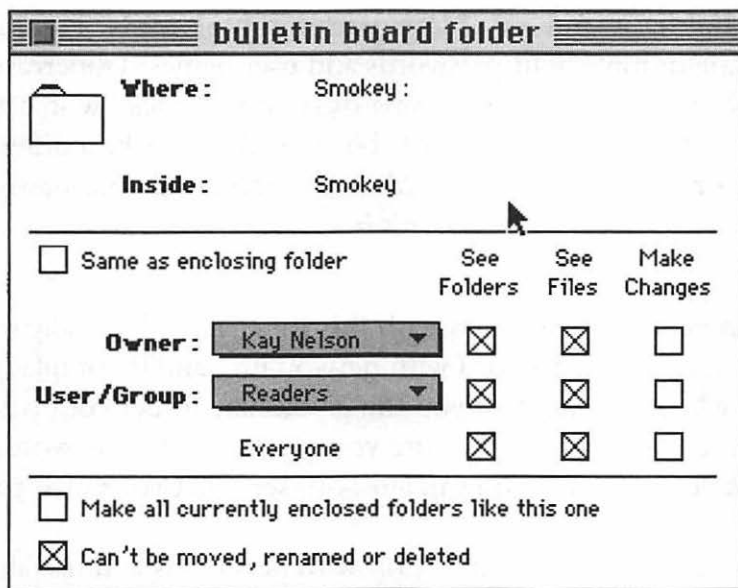 bulletin board folder
Where: Smokey:
Inside: Smokey
Same as enclosing folder
See Folders
See Files
Make Changes
Owner: Kay Nelson
User/Group: Readers
Everyone
Make all currently enclosed folders like this one
Can't be moved, renamed or deleted